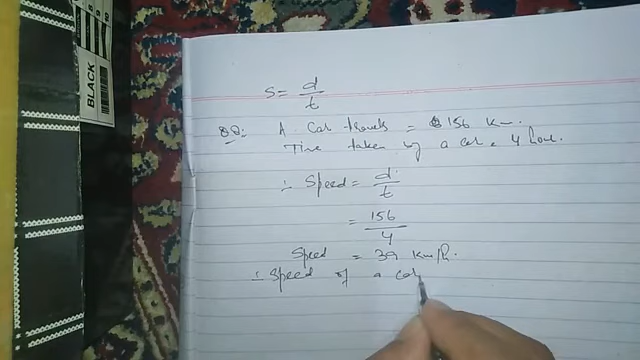 BLACK
S = d/t
A Car travels = 156 Km.
Time taken by a car = 4 hour.
∴ Speed = d/t
= 156/4
Speed = 39 km/h.
∴ Speed of a car